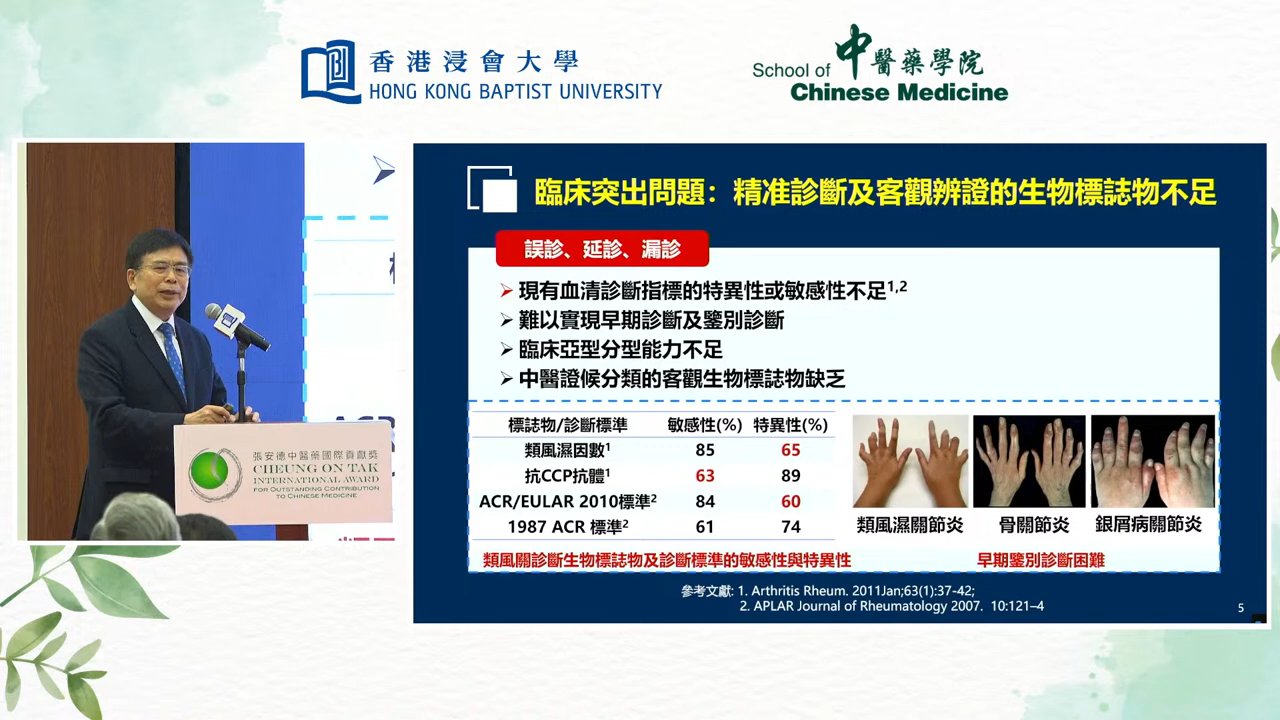 香港浸會大學
HONG KONG BAPTIST UNIVERSITY
School of 中醫藥學院
Chinese Medicine
張安德中醫藥國際貢獻獎
CHEUNG ON TAK
INTERNATIONAL AWARD
FOR OUTSTANDING CONTRIBUTION
TO CHINESE MEDICINE
臨床突出問題：精准診斷及客觀辨證的生物標誌物不足
誤診、延診、漏診
➢ 現有血清診斷指標的特異性或敏感性不足1,2
➢ 難以實現早期診斷及鑒別診斷
➢ 臨床亞型分型能力不足
➢ 中醫證候分類的客觀生物標誌物缺乏
標誌物/診斷標準 敏感性(%) 特異性(%)
類風濕因數1 85 65
抗CCP抗體1 63 89
ACR/EULAR 2010標準2 84 60
1987 ACR 標準2 61 74
類風關診斷生物標誌物及診斷標準的敏感性與特異性
類風濕關節炎 骨關節炎 銀屑病關節炎
早期鑒別診斷困難
參考文獻: 1. Arthritis Rheum. 2011Jan;63(1):37-42;
2. APLAR Journal of Rheumatology 2007. 10:121–4
5